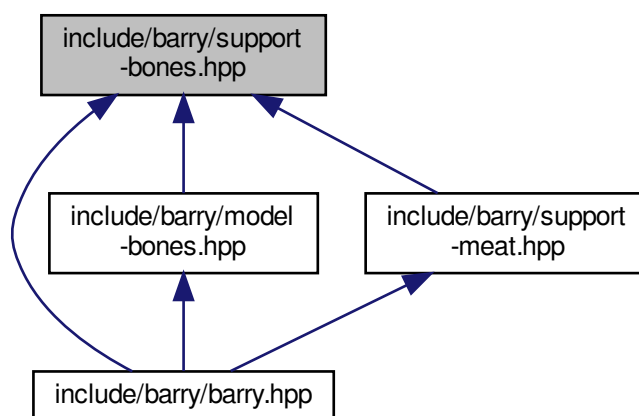 include/barry/support
-bones.hpp
include/barry/model
-bones.hpp
include/barry/support
-meat.hpp
include/barry/barry.hpp